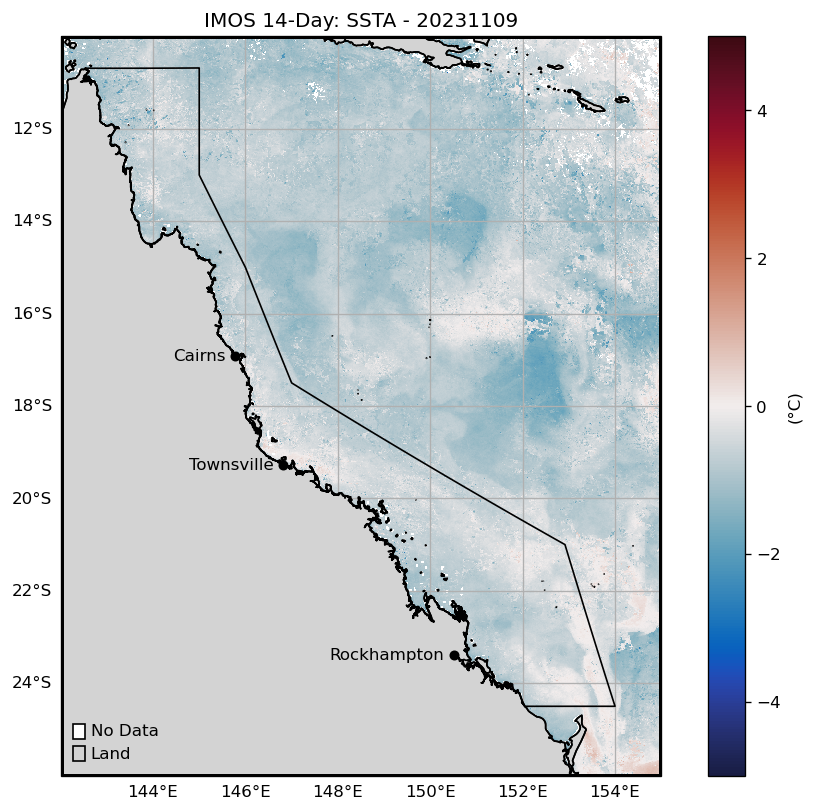 IMOS 14-Day: SSTA - 20231109
12°S
14°S
16°S
18°S
20°S
22°S
24°S
Cairns
Townsville
Rockhampton
No Data
Land
144°E 146°E 148°E 150°E 152°E 154°E
4
2
0
−2
−4
(°C)